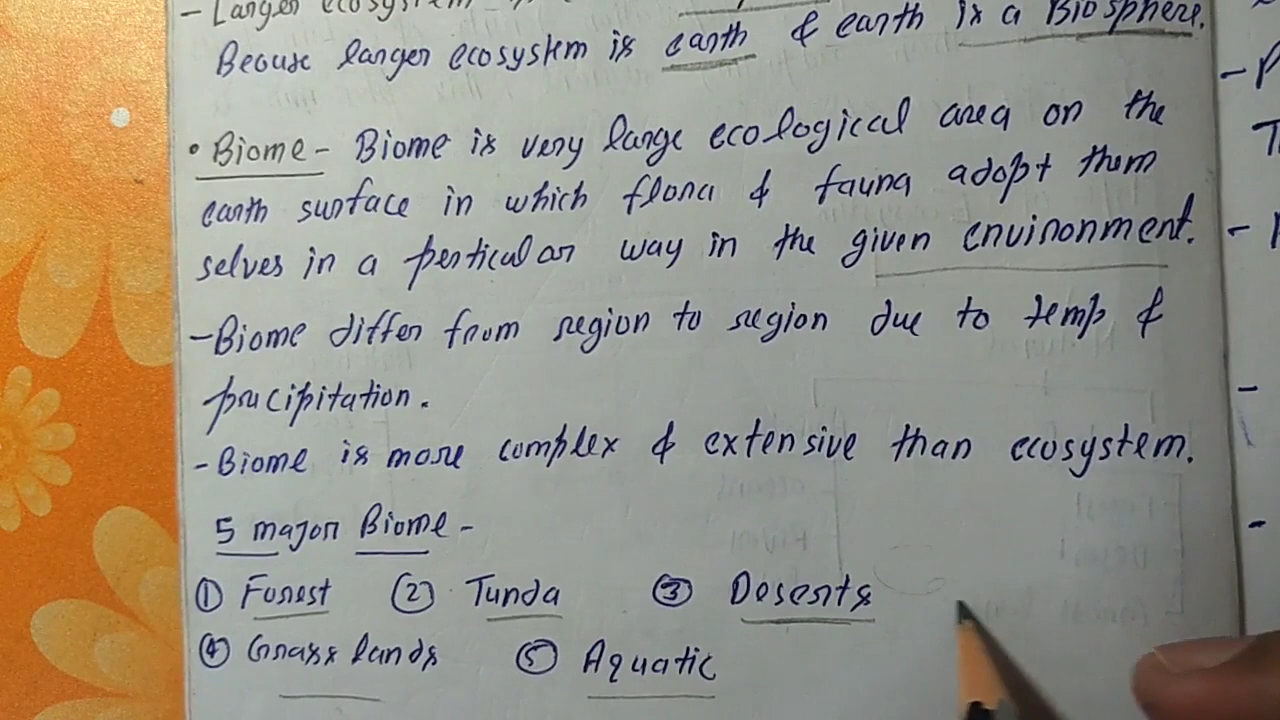 - Larger ecosystem
Beouse larger ecosystem is earth & earth is a Biosphere.
• Biome - Biome is very large ecological area on the
earth surface in which flora & fauna adopt them
selves in a perticular way in the given environment.
- Biome differ from region to region due to temp &
precipitation.
- Biome is more complex & extensive than ecosystem.
5 major Biome -
① Forest ② Tunda ③ Deserts
④ Grass lands ⑤ Aquatic